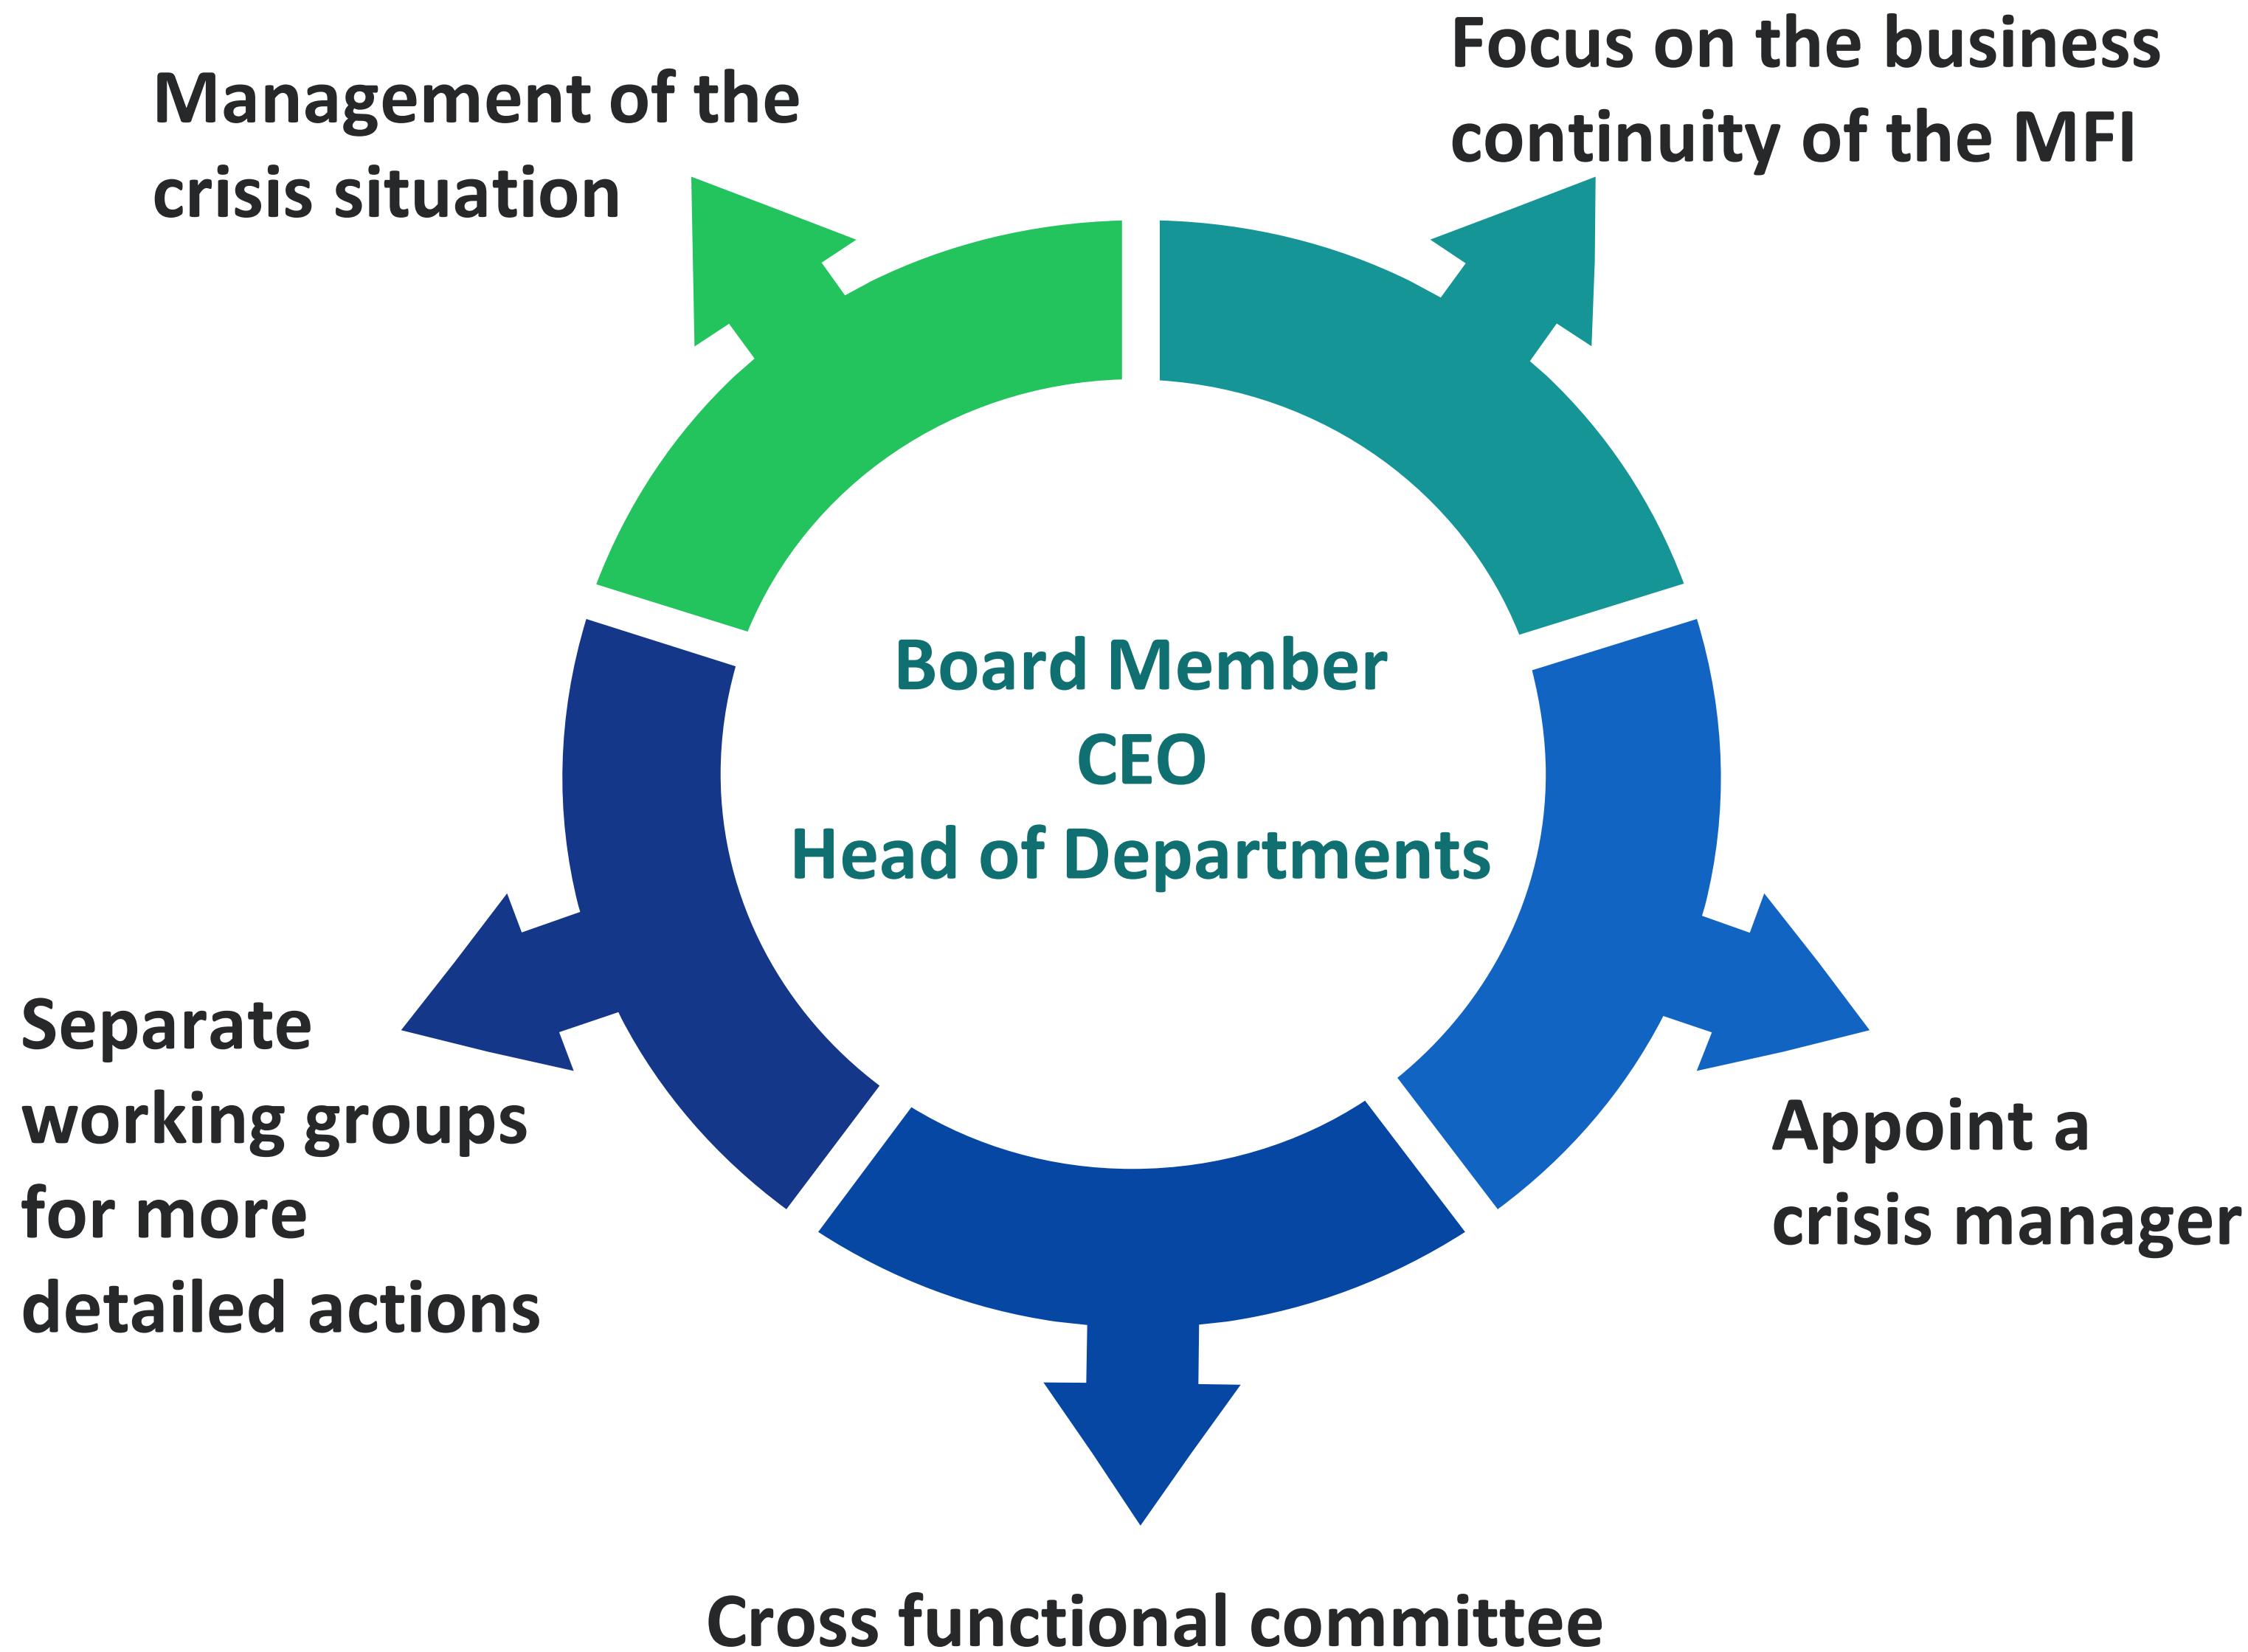 Focus on the business
continuity of the MFI
Management of the
crisis situation
Board Member
CEO
Head of Departments
Separate
working groups
for more
detailed actions
Appoint a
crisis manager
Cross functional committee